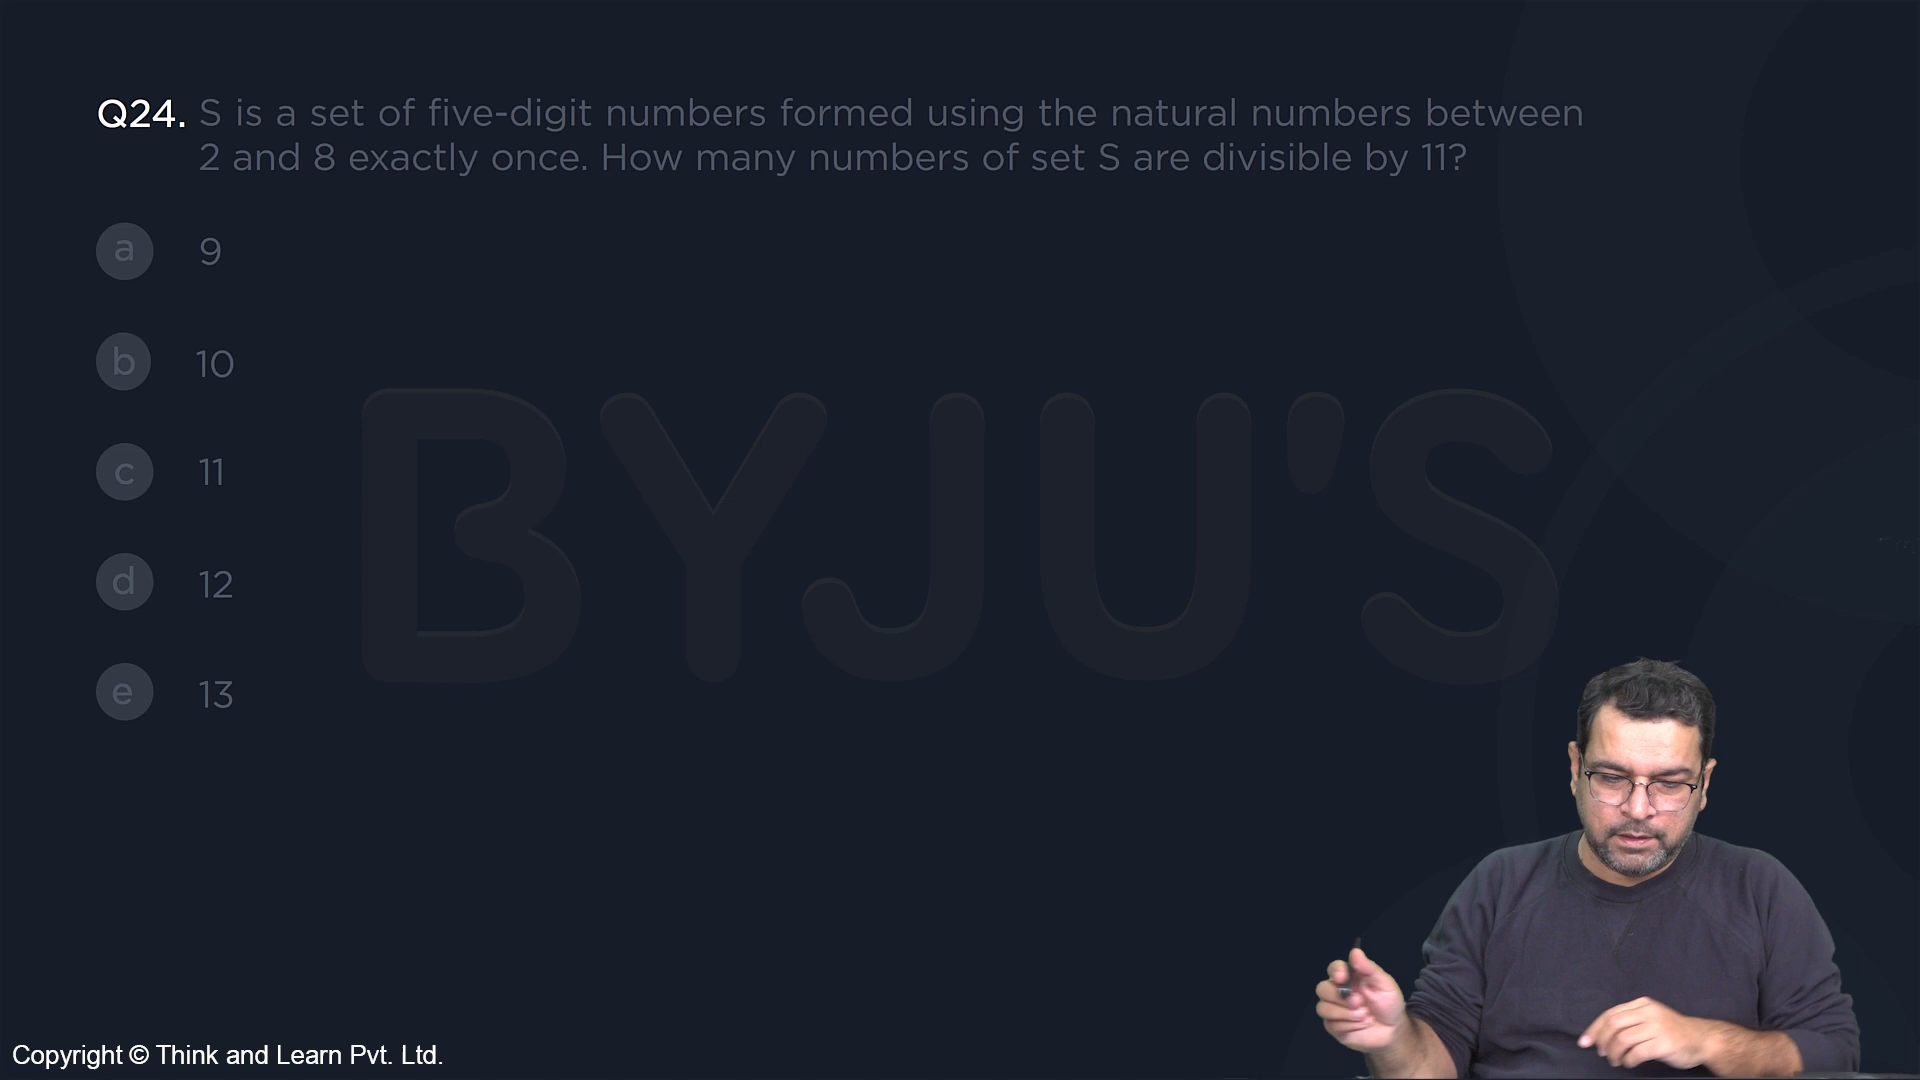 Q24. S is a set of five-digit numbers formed using the natural numbers between
2 and 8 exactly once. How many numbers of set S are divisible by 11?
a 9
b 10
c 11
d 12
e 13
BYJU'S
Copyright © Think and Learn Pvt. Ltd.